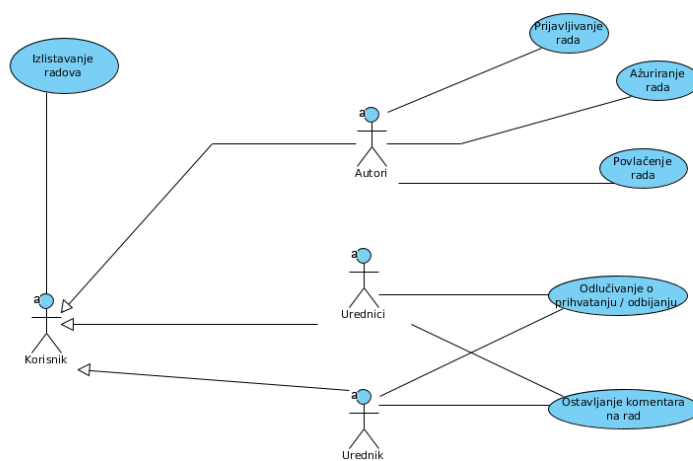 Prijavljivanje
rada
Izlistavanje
radova
Ažuriranje
rada
a
Autori
Povlačenje
rada
a
Urednici
Odlučivanje o
prihvatanju / odbijanju
a
Korisnik
a
Urednik
Ostavljanje komentara
na rad